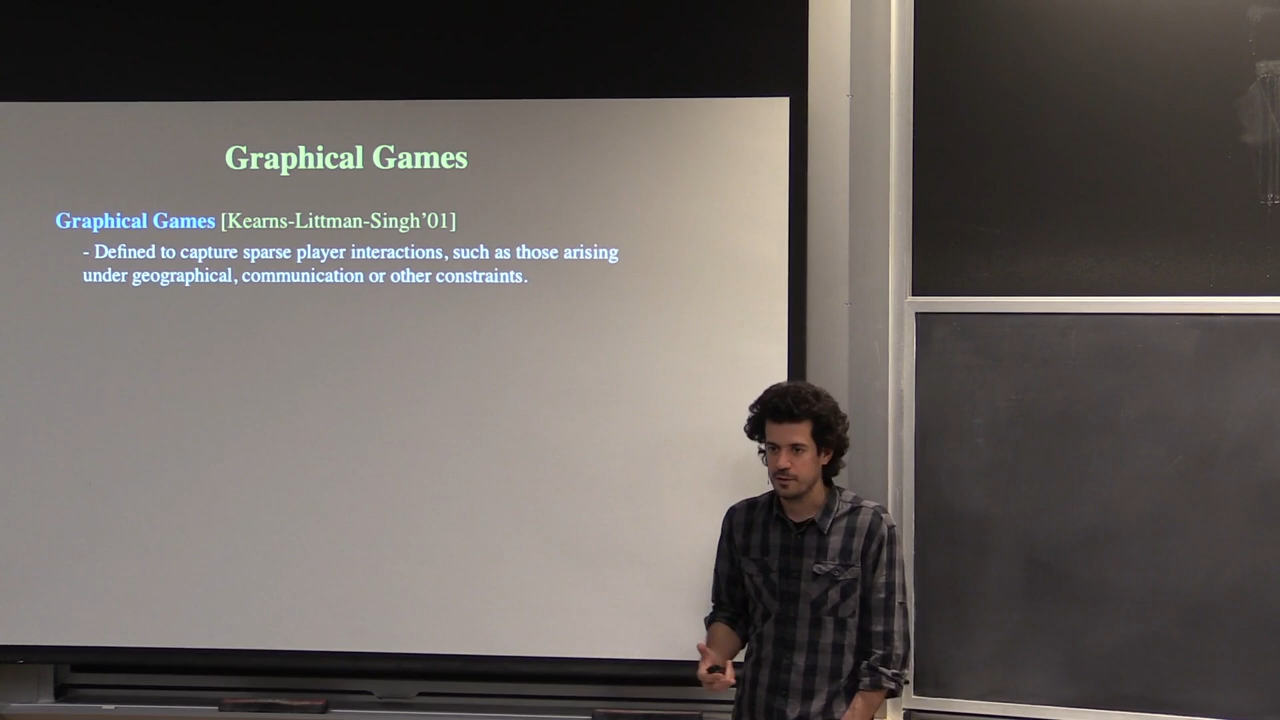 Graphical Games
Graphical Games [Kearns-Littman-Singh’01]
- Defined to capture sparse player interactions, such as those arising
under geographical, communication or other constraints.